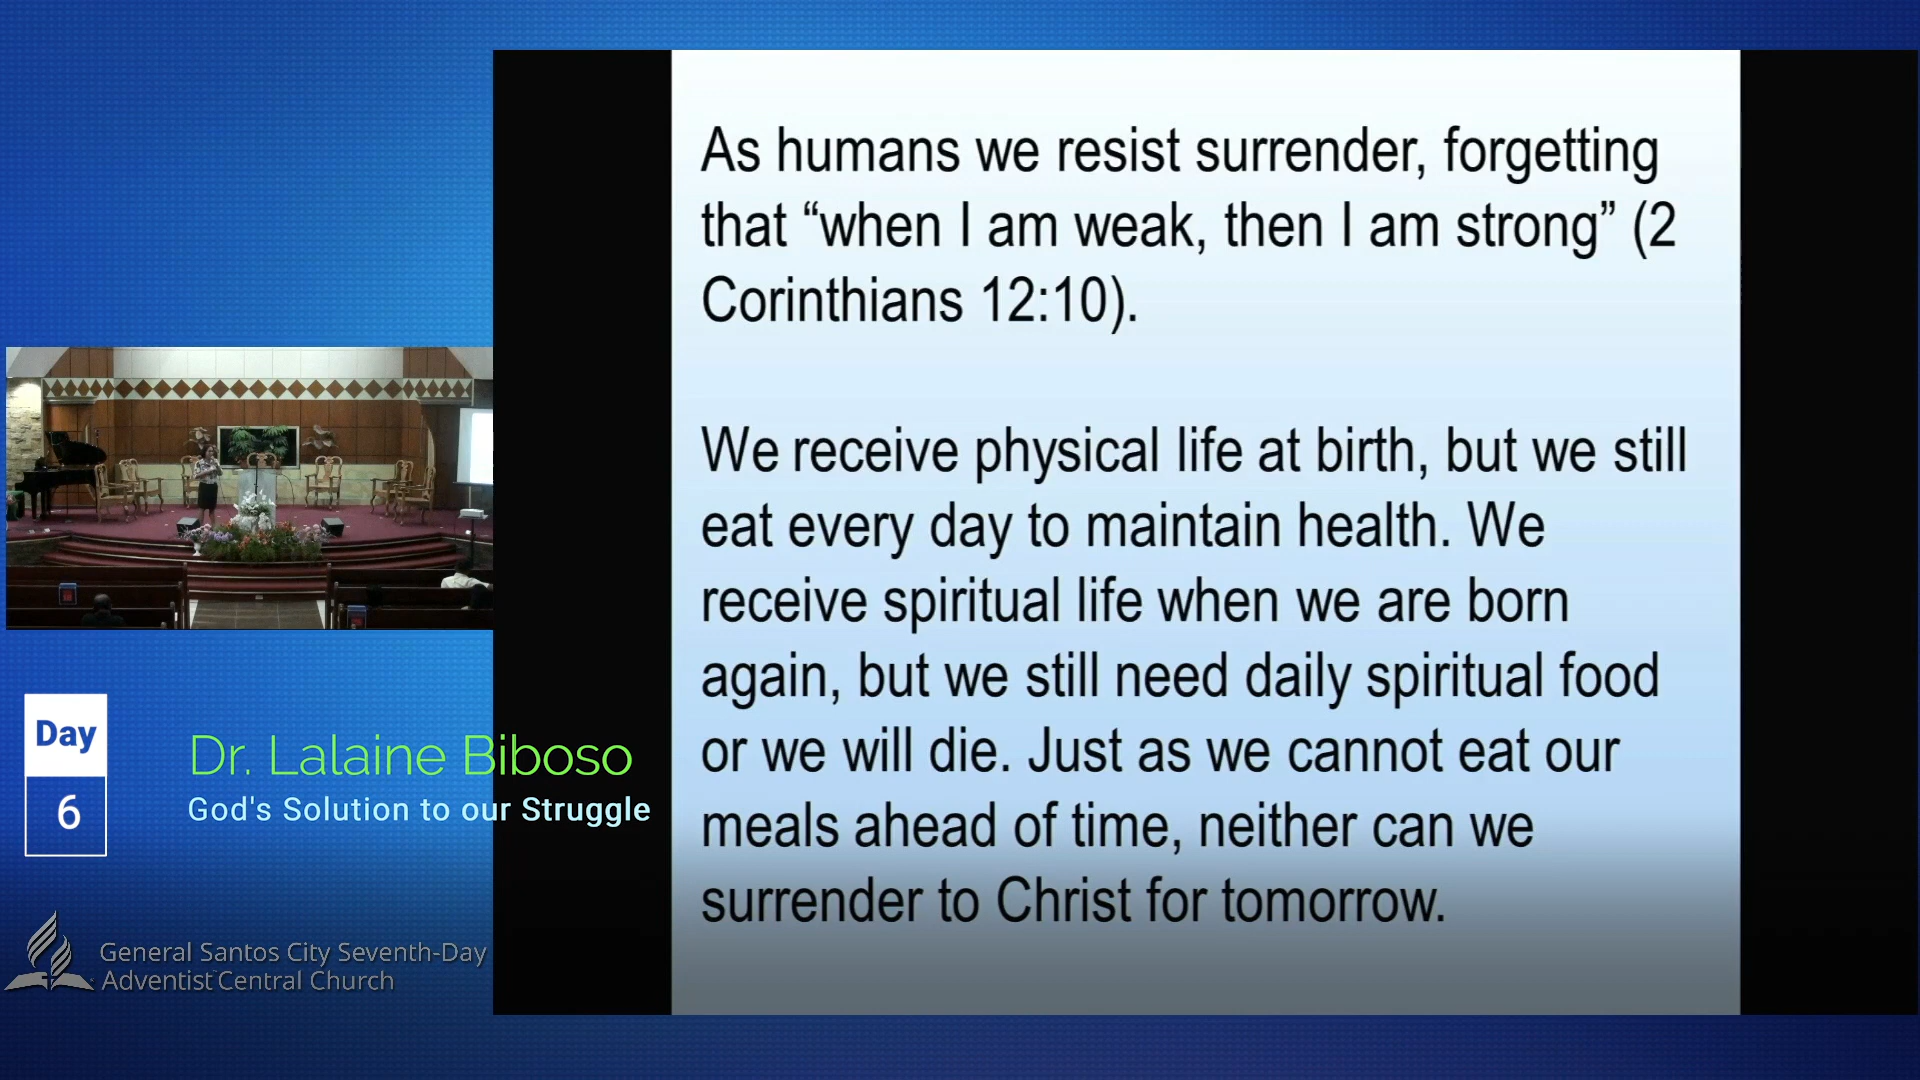 As humans we resist surrender, forgetting
that “when I am weak, then I am strong” (2
Corinthians 12:10).
We receive physical life at birth, but we still
eat every day to maintain health. We
receive spiritual life when we are born
again, but we still need daily spiritual food
or we will die. Just as we cannot eat our
meals ahead of time, neither can we
surrender to Christ for tomorrow.
Day
6
Dr. Lalaine Biboso
God's Solution to our Struggle
General Santos City Seventh-Day
Adventist Central Church